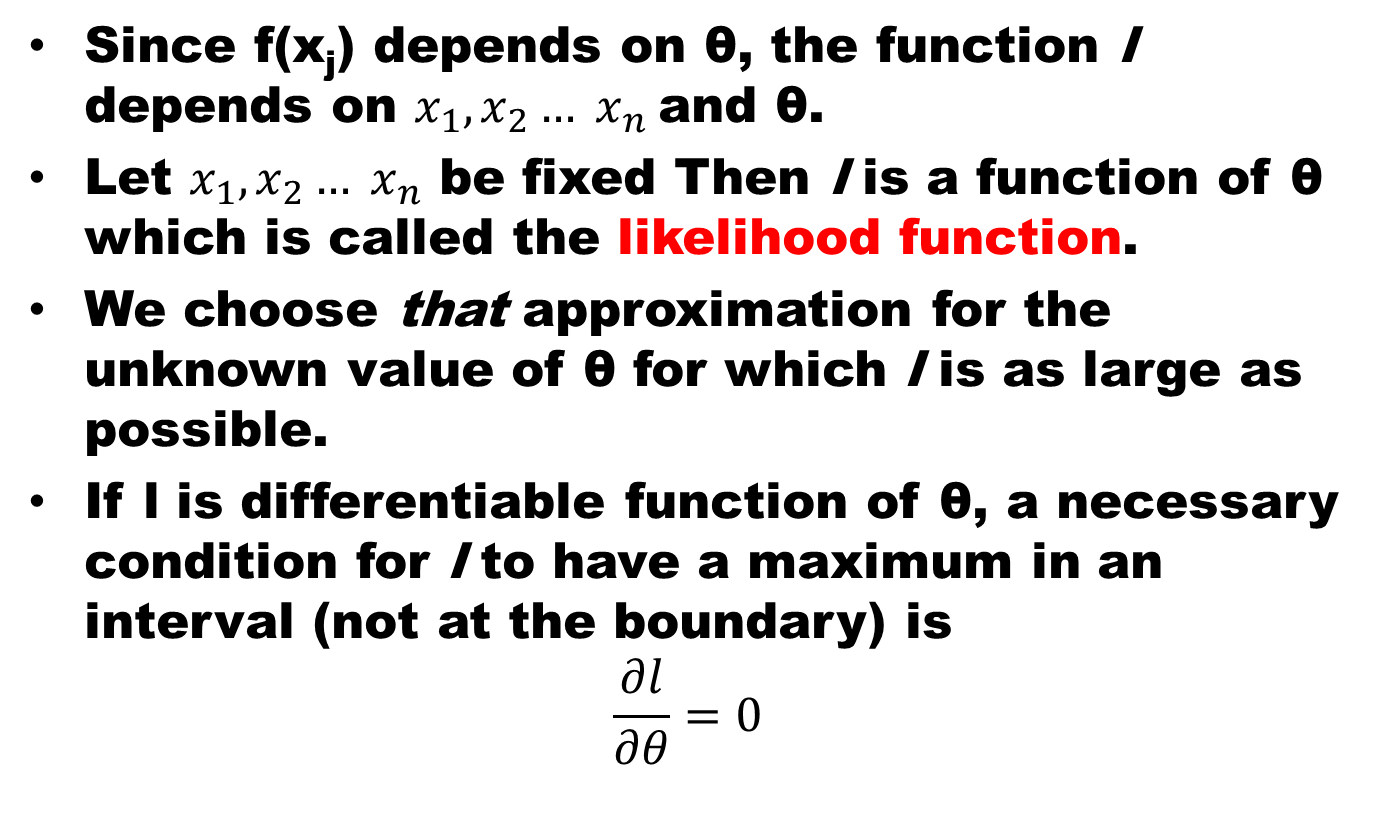 • Since f(xⱼ) depends on θ, the function l
depends on x₁, x₂ … xₙ and θ.
• Let x₁, x₂ … xₙ be fixed Then l is a function of θ
which is called the likelihood function.
• We choose that approximation for the
unknown value of θ for which l is as large as
possible.
• If l is differentiable function of θ, a necessary
condition for l to have a maximum in an
interval (not at the boundary) is
∂l/∂θ = 0